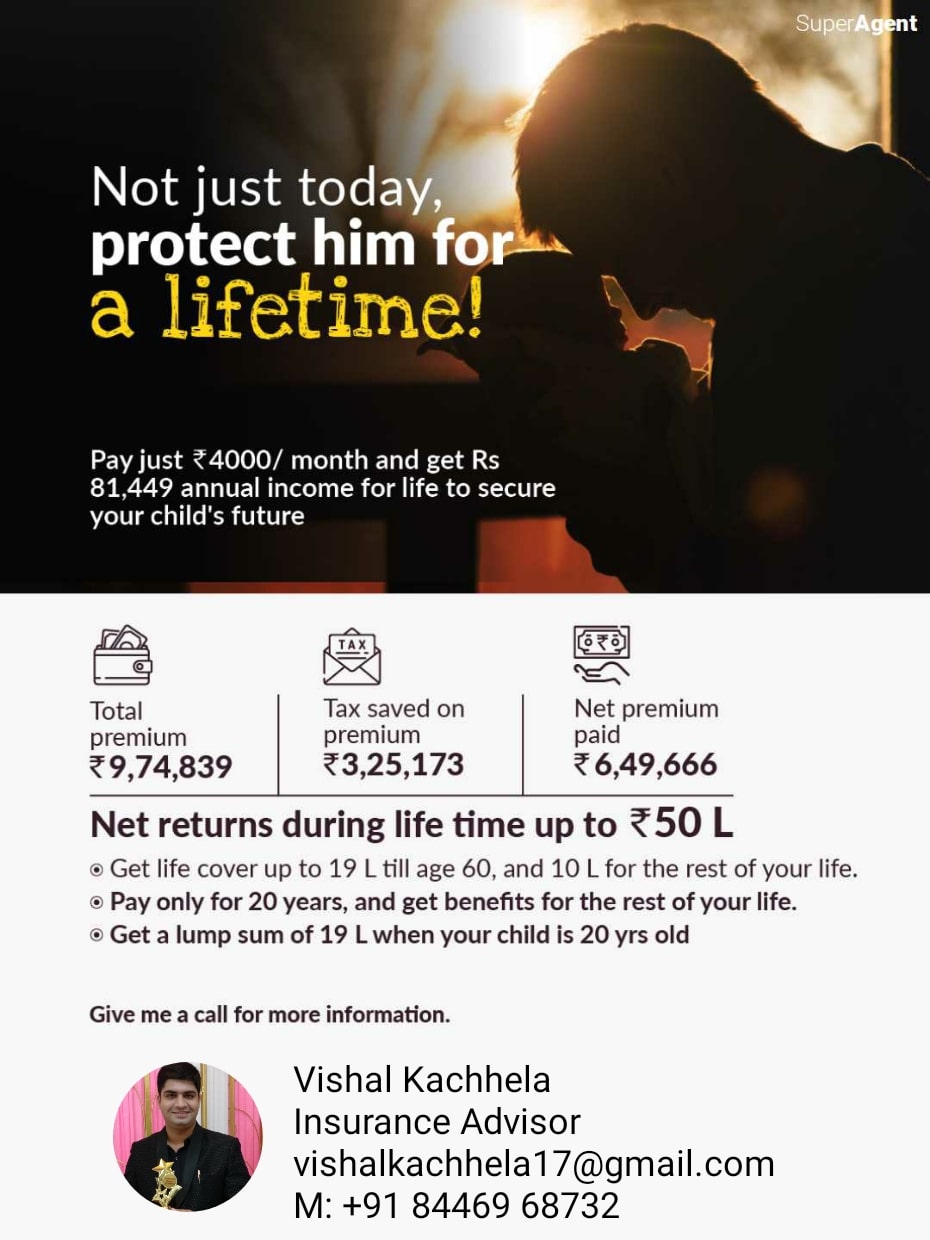 SuperAgent
Not just today,
protect him for
a lifetime!
Pay just ₹4000/ month and get Rs
81,449 annual income for life to secure
your child's future
TAX
₹
Total
premium
₹9,74,839
Tax saved on
premium
₹3,25,173
Net premium
paid
₹6,49,666
Net returns during life time up to ₹50 L
Get life cover up to 19 L till age 60, and 10 L for the rest of your life.
Pay only for 20 years, and get benefits for the rest of your life.
Get a lump sum of 19 L when your child is 20 yrs old
Give me a call for more information.
Vishal Kachhela
Insurance Advisor
vishalkachhela17@gmail.com
M: +91 84469 68732